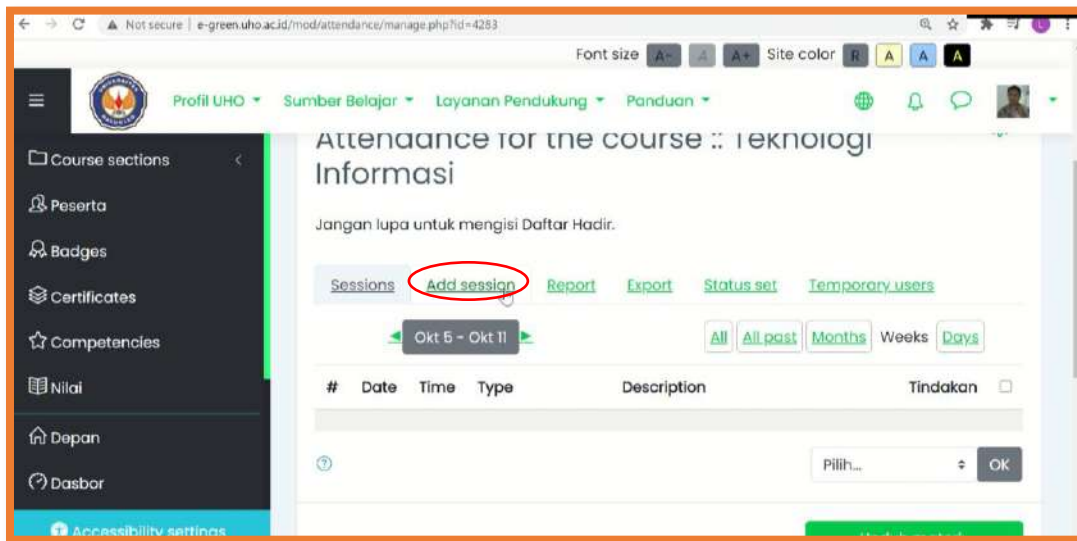 Not secure | e-green.uho.ac.id/mod/attendance/manage.php?id=4283
Font size A- A A+ Site color R A A A
Profil UHO Sumber Belajar Layanan Pendukung Panduan
Attendance for the course :: Teknologi
Informasi
Jangan lupa untuk mengisi Daftar Hadir.
Course sections
Peserta
Badges
Certificates
Competencies
Nilai
Depan
Dasbor
Accessibility settings
Sessions Add session Report Export Status set Temporary users
Okt 5 - Okt 11 All All past Months Weeks Days
# Date Time Type Description Tindakan
Pilih... OK